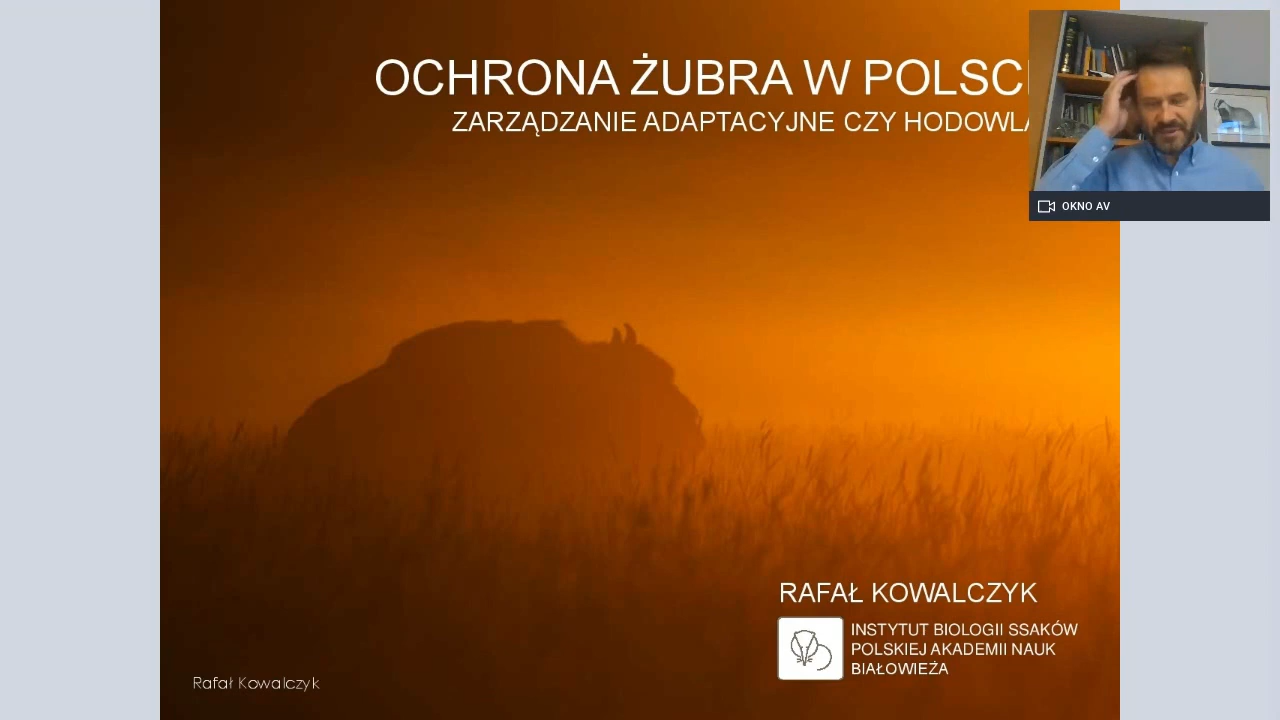 OCHRONA ŻUBRA W POLSC
ZARZĄDZANIE ADAPTACYJNE CZY HODOWLA
OKNO AV
RAFAŁ KOWALCZYK
INSTYTUT BIOLOGII SSAKÓW
POLSKIEJ AKADEMII NAUK
BIAŁOWIEŻA
Rafał Kowalczyk